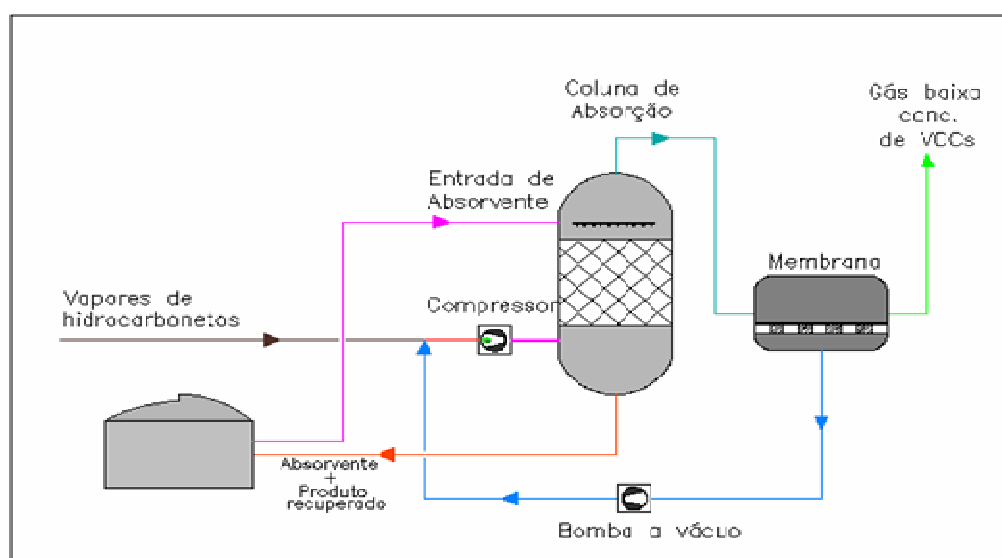 Coluna de
Absorção
Gás baixa
conc.
de VCCs
Entrada de
Absorvente
Membrana
Vapores de
hidrocarbonetos
Compressor
Absorvente
+
Produto
recuperado
Bomba a vácuo